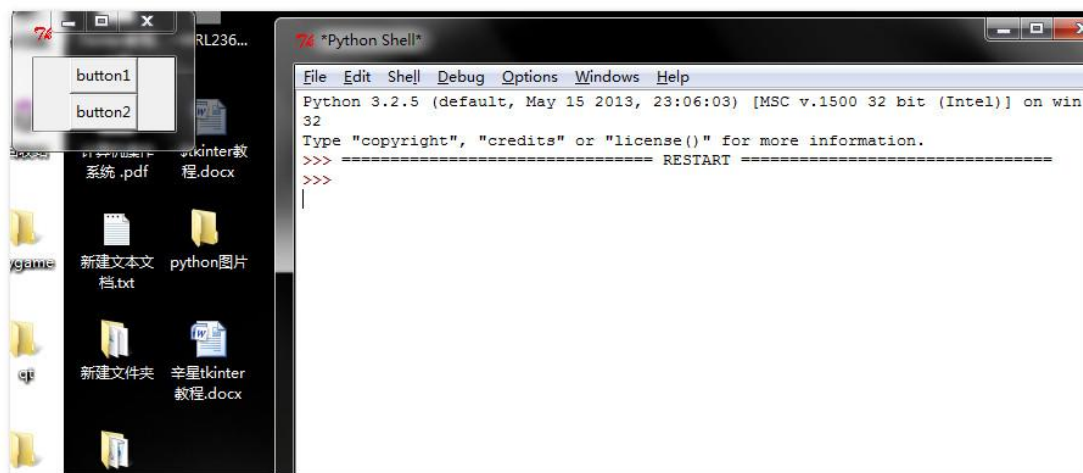 RL236...
button1
button2
系统 .pdf
$tkinter教
程.docx
新建文本文
档.txt
python图片
qt
新建文件夹
辛星tkinter
教程.docx
*Python Shell*
File Edit Shell Debug Options Windows Help
Python 3.2.5 (default, May 15 2013, 23:06:03) [MSC v.1500 32 bit (Intel)] on win
32
Type "copyright", "credits" or "license()" for more information.
>>> ================================ RESTART ================================
>>>